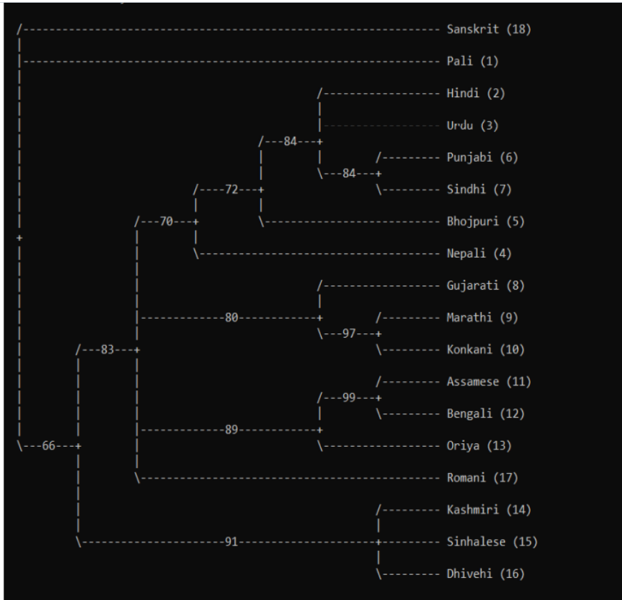 Sanskrit (18)
Pali (1)
Hindi (2)
Urdu (3)
84
Punjabi (6)
84
Sindhi (7)
72
Bhojpuri (5)
70
Nepali (4)
Gujarati (8)
80
Marathi (9)
97
Konkani (10)
83
Assamese (11)
99
Bengali (12)
89
Oriya (13)
66
Romani (17)
Kashmiri (14)
91
Sinhalese (15)
Dhivehi (16)